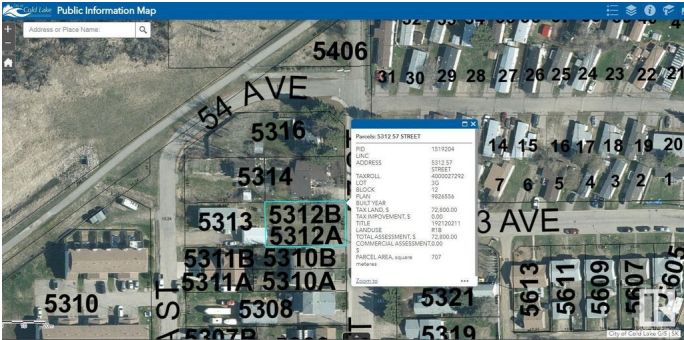 Cold Lake Public Information Map
Address or Place Name:
+
-
5406
31 30 29 28 27 26 25 24 23 22 21
54 AVE
5316
5314
5313
5312B
5312A
5311B 5310B
5311A 5310A
5310
5308
5307B
Parcels: 5312 57 STREET
PID 1519204
LINC
ADDRESS 5312 57
STREET
TAXROLL 4000027292
LOT 3G
BLOCK 12
PLAN 9826556
BUILT YEAR
TAX LAND, $ 72,800.00
TAX IMPOVEMENT, $ 0.00
TITLE 192120211
LANDUSE R1B
TOTAL ASSESSMENT, $ 72,800.00
COMMERCIAL ASSESSMENT, 0.00
$
PARCEL AREA, square 707
meteres
Zoom to
14 15 16 17 18 19 20
7 6 5 4 3 2 1
3 AVE
5321
5319
5613
5611
5609
5607
5605
City of Cold Lake GIS | SK